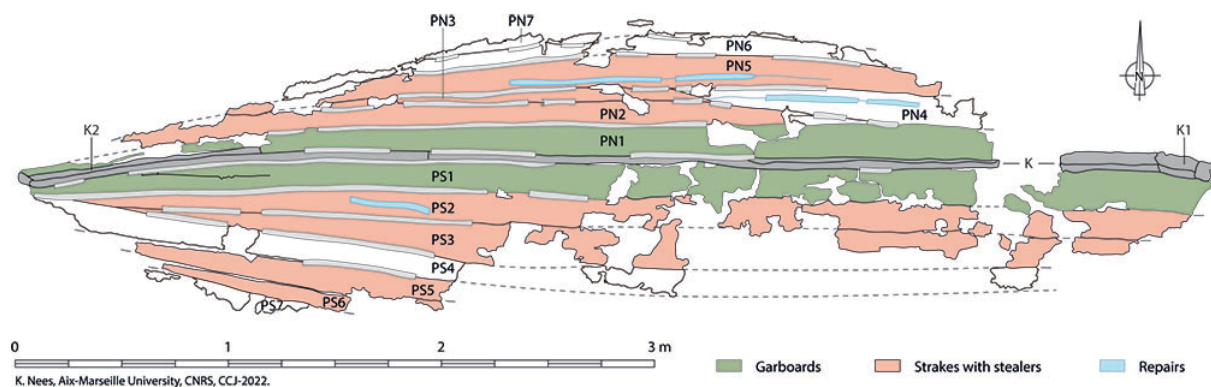 PN3
PN7
PN6
PN5
N
K2
PN2
PN4
PN1
K1
K
PS1
PS2
PS3
PS4
PS5
PS6
PS7
0 1 2 3 m
K. Nees, Aix-Marseille University, CNRS, CCJ-2022.
Garboards
Strakes with stealers
Repairs